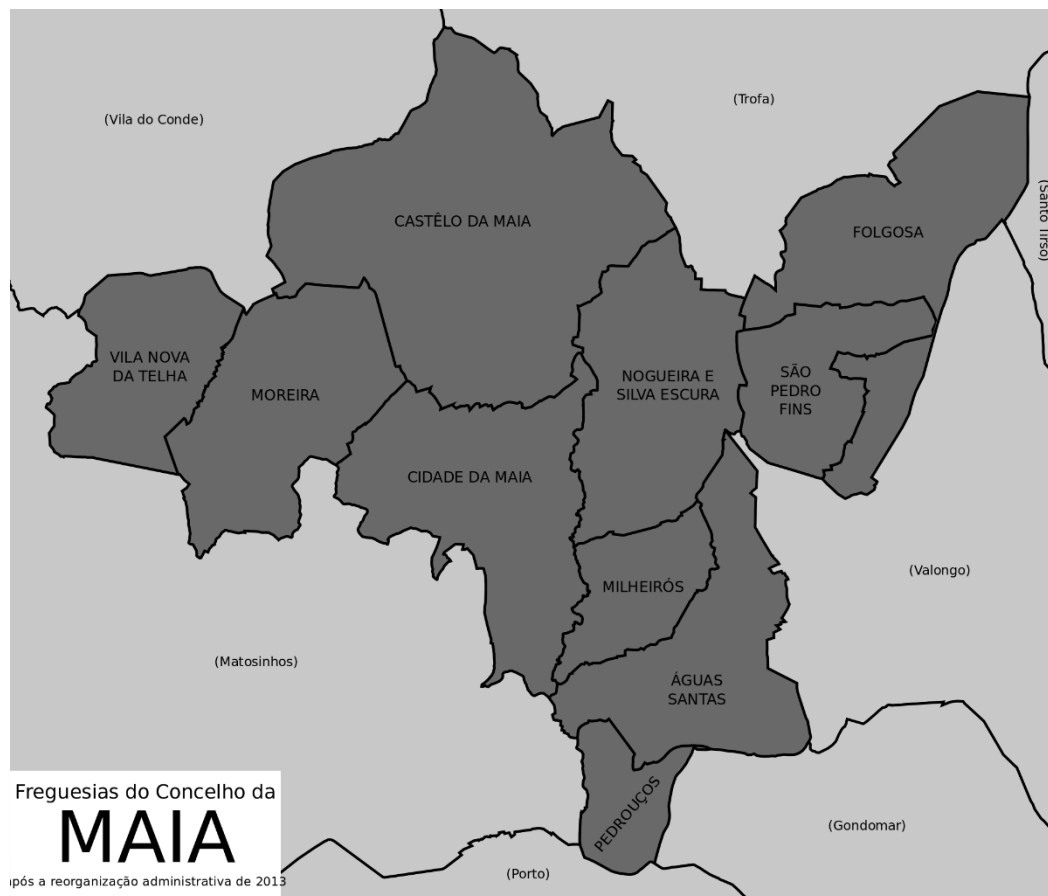 (Trofa)
(Vila do Conde)
(Santo Tirso)
CASTÊLO DA MAIA
FOLGOSA
VILA NOVA
DA TELHA
MOREIRA
NOGUEIRA E
SILVA ESCURA
SÃO
PEDRO
FINS
CIDADE DA MAIA
(Valongo)
MILHEIRÓS
(Matosinhos)
ÁGUAS
SANTAS
PEDROUÇOS
(Gondomar)
(Porto)
Freguesias do Concelho da
MAIA
após a reorganização administrativa de 2013